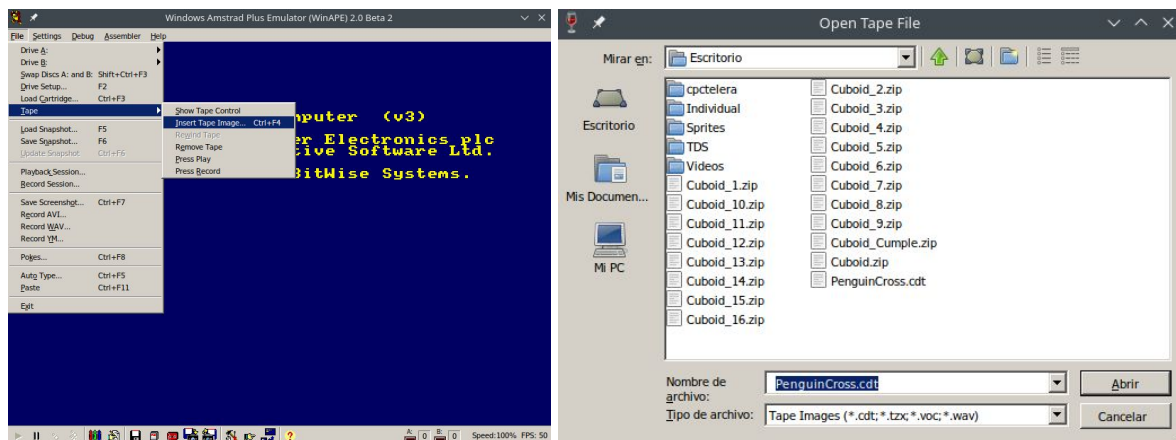 Windows Amstrad Plus Emulator (WinAPE) 2.0 Beta 2
File Settings Debug Assembler Help
Drive A:
Drive B:
Swap Discs A: and B: Shift+Ctrl+F3
Drive Setup... F2
Load Cartridge... Ctrl+F3
Tape
Load Snapshot... F5
Save Snapshot... F6
Update Snapshot Ctrl+F6
Playback Session...
Record Session...
Save Screenshot... Ctrl+F7
Record AVI...
Record WAV...
Record YM...
Pokes... Ctrl+F8
Auto Type... Ctrl+F5
Paste Ctrl+F11
Exit
Show Tape Control
Insert Tape Image... Ctrl+F4
Rewind Tape
Remove Tape
Press Play
Press Record
mputer (v3)
er Electronics plc
tive Software Ltd.
BitWise Systems.
A: 0 B: 0 Speed:100% FPS: 50
Open Tape File
Mirar en: Escritorio
Escritorio
Mis Documen...
Mi PC
cpctelera
Individual
Sprites
TDS
Videos
Cuboid_1.zip
Cuboid_10.zip
Cuboid_11.zip
Cuboid_12.zip
Cuboid_13.zip
Cuboid_14.zip
Cuboid_15.zip
Cuboid_16.zip
Cuboid_2.zip
Cuboid_3.zip
Cuboid_4.zip
Cuboid_5.zip
Cuboid_6.zip
Cuboid_7.zip
Cuboid_8.zip
Cuboid_9.zip
Cuboid_Cumple.zip
Cuboid.zip
PenguinCross.cdt
Nombre de
archivo:
PenguinCross.cdt
Abrir
Tipo de archivo: Tape Images (*.cdt;*.tzx;*.voc;*.wav)
Cancelar